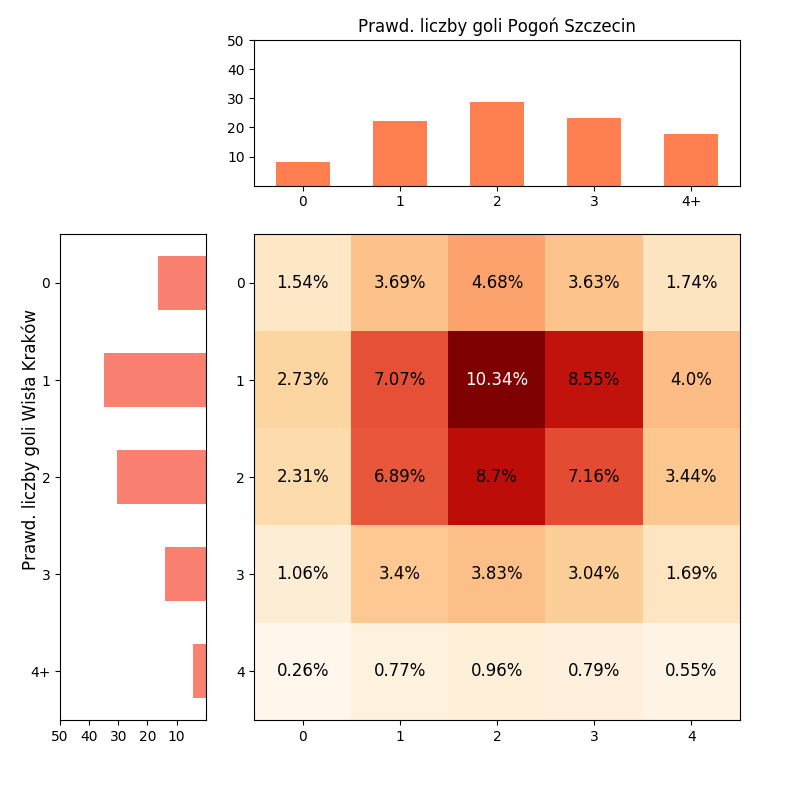 Prawd. liczby goli Pogoń Szczecin
50
40
30
20
10
0 1 2 3 4+
Prawd. liczby goli Wisła Kraków
0
1
2
3
4+
50 40 30 20 10
0 1.54% 3.69% 4.68% 3.63% 1.74%
1 2.73% 7.07% 10.34% 8.55% 4.0%
2 2.31% 6.89% 8.7% 7.16% 3.44%
3 1.06% 3.4% 3.83% 3.04% 1.69%
4 0.26% 0.77% 0.96% 0.79% 0.55%
0 1 2 3 4